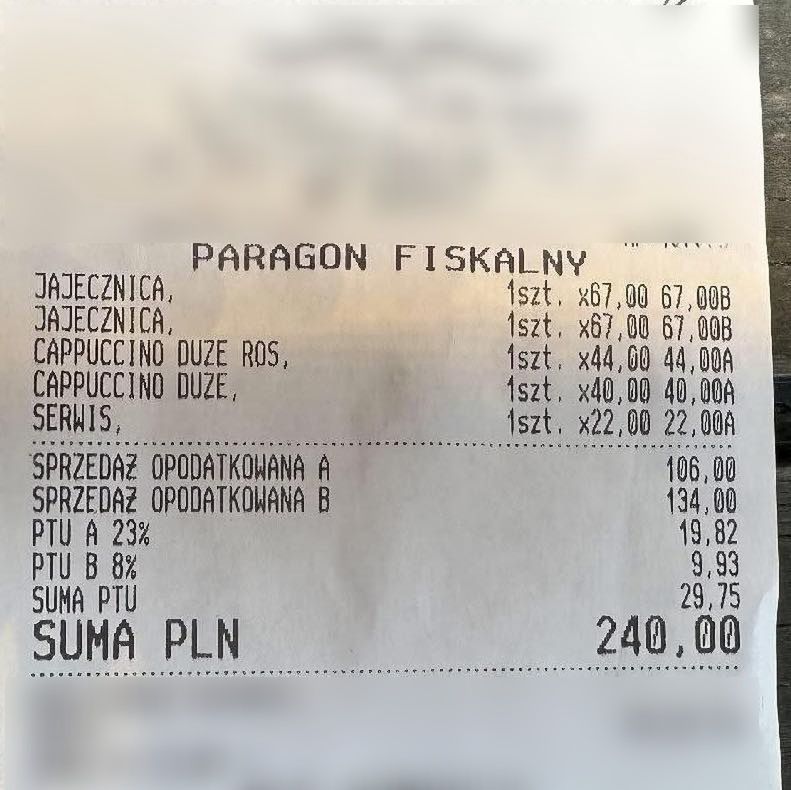 PARAGON FISKALNY
JAJECZNICA, 1szt. x67,00 67,00B
JAJECZNICA, 1szt. x67,00 67,00B
CAPPUCCINO DUZE ROS, 1szt. x44,00 44,00A
CAPPUCCINO DUZE, 1szt. x40,00 40,00A
SERWIS, 1szt. x22,00 22,00A
SPRZEDAŻ OPODATKOWANA A 106,00
SPRZEDAŻ OPODATKOWANA B 134,00
PTU A 23% 19,82
PTU B 8% 9,93
SUMA PTU 29,75
SUMA PLN 240,00